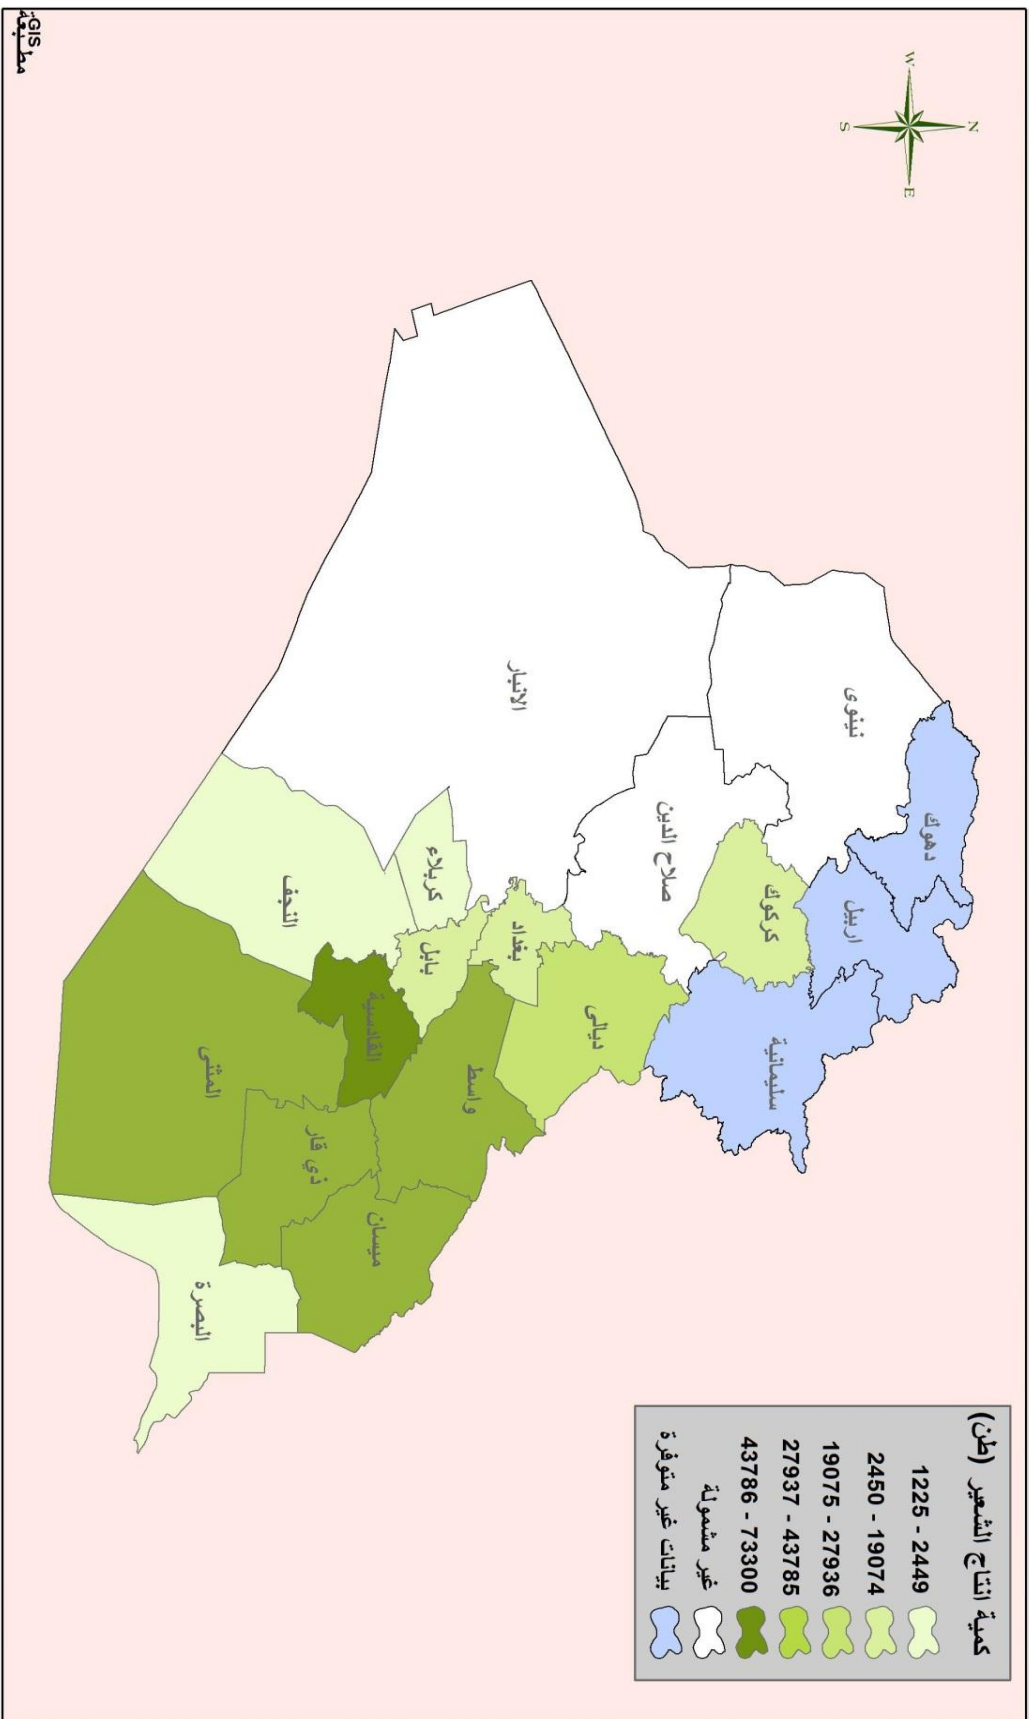 كمية انتاج الشعير (طن)
1225 - 2449
2450 - 19074
19075 - 27936
27937 - 43785
43786 - 73300
غير مشمولة
بيانات غير متوفرة
N
W
E
S
دهوك
نينوى
اربيل
سليمانية
كركوك
صلاح الدين
ديالى
الانبار
بغداد
كربلاء
بابل
واسط
النجف
القادسية
ميسان
ذي قار
المثنى
البصرة
مطبعة GIS